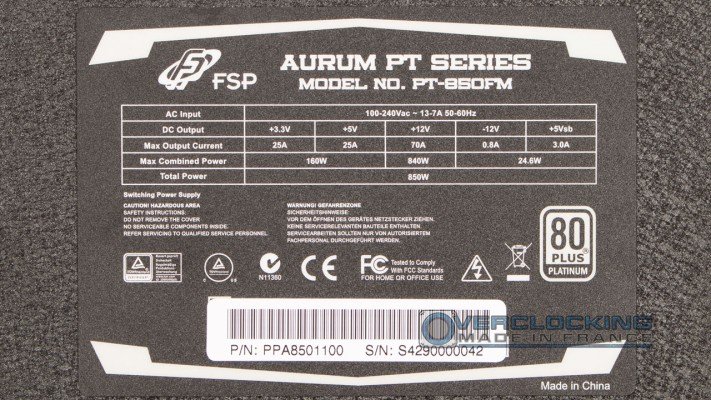 AURUM PT SERIES
FSP
MODEL NO. PT-850FM
AC Input 100-240Vac ~ 13-7A 50-60Hz
DC Output +3.3V +5V +12V -12V +5Vsb
Max Output Current 25A 25A 70A 0.8A 3.0A
Max Combined Power 160W 840W 24.6W
Total Power 850W
Switching Power Supply
CAUTION! HAZARDOUS AREA
SAFETY INSTRUCTIONS:
DO NOT REMOVE THE COVER
NO SERVICEABLE COMPONENTS INSIDE.
REFER SERVICING TO QUALIFIED SERVICE PERSONNEL.
WARNUNG! GEFAHRENZONE
SICHERHEITSHINWEIS:
VOR DEM ÖFFNEN DES GERÄTES NETZSTECKER ZIEHEN.
KEINE SERVICERELEVANTEN BAUTEILE ENTHALTEN
SERVICEARBEITEN SOLLTEN NUR VON AUTORISIERTEM
FACHPERSONAL DURCHGEFÜHRT WERDEN.
80
PLUS
PLATINUM
N11360
CE
FC Tested To Comply
With FCC Standards
FOR HOME OR OFFICE USE
OVERCLOCKING
MADE IN FRANCE
P/N: PPA8501100 S/N: S4290000042
Made in China